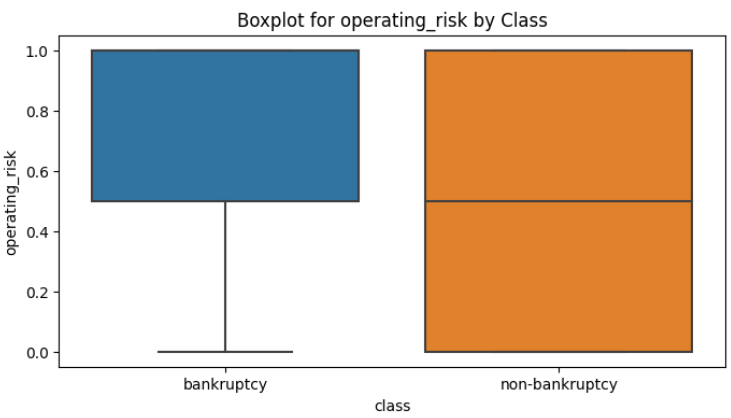 Boxplot for operating_risk by Class
1.0
0.8
0.6
0.4
0.2
0.0
operating_risk
bankruptcy non-bankruptcy
class